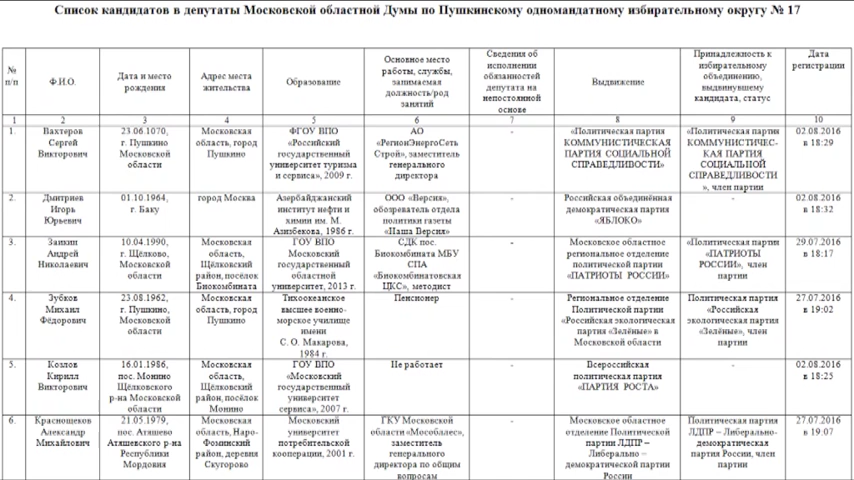 Список кандидатов в депутаты Московской областной Думы по Пушкинскому одномандатному избирательному округу № 17
№ п/п
Ф.И.О.
Дата и место
рождения
Адрес места
жительства
Образование
Основное место
работы, службы,
занимаемая
должность/род
занятий
Сведения об
исполнении
обязанностей
депутата на
непостоянной
основе
Выдвижение
Принадлежность к
избирательному
объединению,
выдвинувшему
кандидата, статус
Дата
регистрации
1 2 3 4 5 6 7 8 9 10
1.
Вахтеров
Сергей
Викторович
23.06.1070,
г. Пушкино
Московской
области
Московская
область, город
Пушкино
ФГОУ ВПО
«Российский
государственный
университет туризма
и сервиса», 2009 г.
АО
«РегионЭнергоСеть
Строй», заместитель
генерального
директора
-
«Политическая партия
КОММУНИСТИЧЕСКАЯ
ПАРТИЯ СОЦИАЛЬНОЙ
СПРАВЕДЛИВОСТИ»
«Политическая партия
КОММУНИСТИЧЕС-
КАЯ ПАРТИЯ
СОЦИАЛЬНОЙ
СПРАВЕДЛИВОСТИ
», член партии
02.08.2016
в 18:29
2.
Дмитриев
Игорь
Юрьевич
01.10.1964,
г. Баку
город Москва
Азербайджанский
институт нефти и
химии им. М.
Азизбекова, 1986 г.
ООО «Версия»,
обозреватель отдела
политики газеты
«Наша Версия»
-
Российская объединённая
демократическая партия
«ЯБЛОКО»
-
02.08.2016
в 18:32
3.
Заикин
Андрей
Николаевич
10.04.1990,
г. Щёлково,
Московской
области
Московская
область,
Щёлковский
район, посёлок
Биокомбината
ГОУ ВПО
Московский
государственный
областной
университет, 2013 г.
СДК пос.
Биокомбината МБУ
СПА
«Биокомбинатовская
ЦКС», методист
-
Московское областное
региональное отделение
политической партии
«ПАТРИОТЫ РОССИИ»
«Политическая партия
«ПАТРИОТЫ
РОССИИ», член
партии
29.07.2016
в 18:17
4.
Зубков
Михаил
Фёдорович
23.08.1962,
г. Пушкино,
Московской
области
Московская
область, город
Пушкино
Тихоокеанское
высшее военно-
морское училище
имени
С. О. Макарова,
1984 г.
Пенсионер
-
Региональное отделение
Политической партии
«Российская экологическая
партия «Зелёные» в
Московской области
Политическая партия
«Российская
экологическая партия
«Зелёные», член
партии
27.07.2016
в 19:02
5.
Козлов
Кирилл
Викторович
16.01.1986,
пос. Монино
Щёлковского
р-на Московской
области
Московская
область,
Щёлковский
район, посёлок
Монино
ГОУ ВПО
«Московский
государственный
университет
сервиса», 2007 г.
Не работает
-
Всероссийская
политическая партия
«ПАРТИЯ РОСТА»
-
02.08.2016
в 18:25
6.
Краснощеков
Александр
Михайлович
21.05.1979,
пос. Атяшево
Атяшевского р-на
Республики
Мордовия
Московская
область, Наро-
Фоминский
район, деревня
Скугорово
Московский
университет
потребительской
кооперации, 2001 г.
ГКУ Московской
области «Мособллес»,
заместитель
генерального
директора по общим
вопросам
-
Московское областное
отделение Политической
партии ЛДПР –
Либерально –
демократической партии
России
Политическая партия
ЛДПР – Либерально-
демократическая
партия России, член
партии
27.07.2016
в 19:07